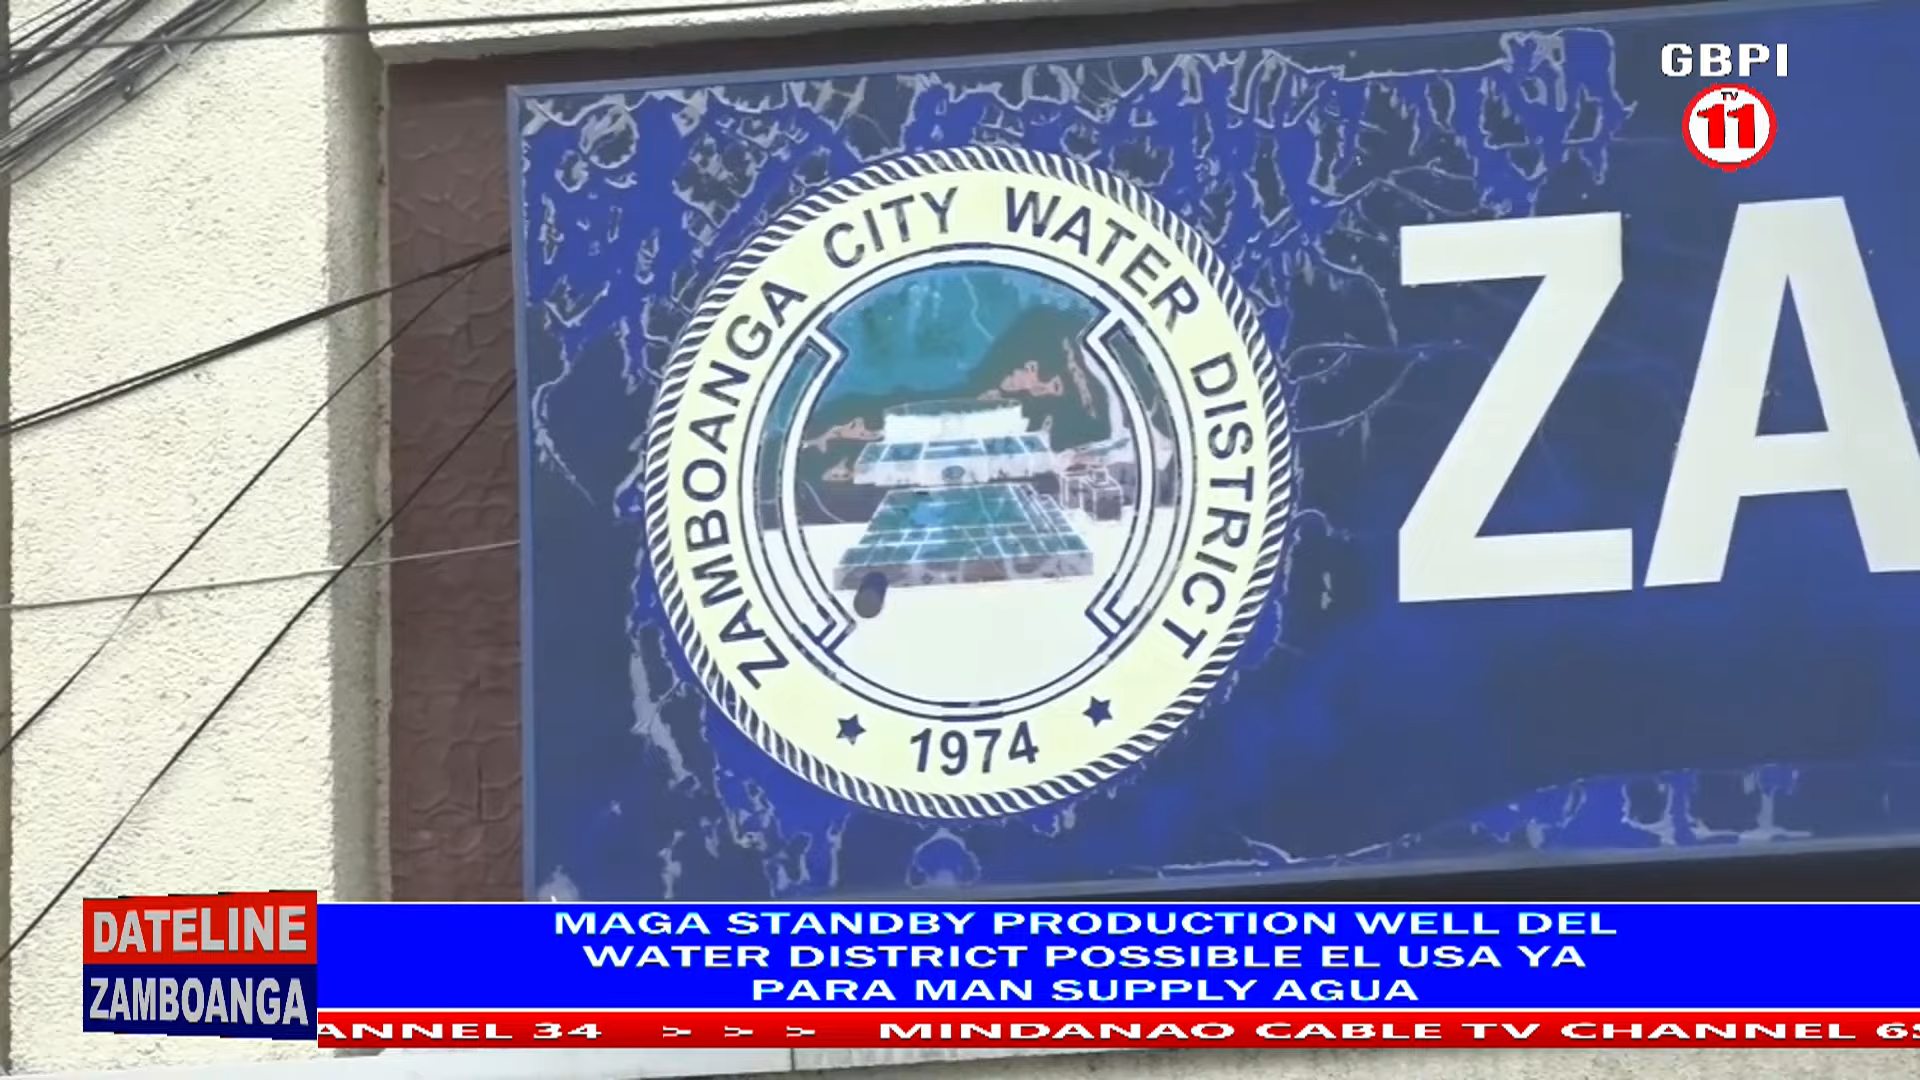 GBPI
TV
11
ZAMBOANGA CITY WATER DISTRICT
1974
ZA
DATELINE
ZAMBOANGA
MAGA STANDBY PRODUCTION WELL DEL
WATER DISTRICT POSSIBLE EL USA YA
PARA MAN SUPPLY AGUA
ANNEL 34 > > > MINDANAO CABLE TV CHANNEL 6